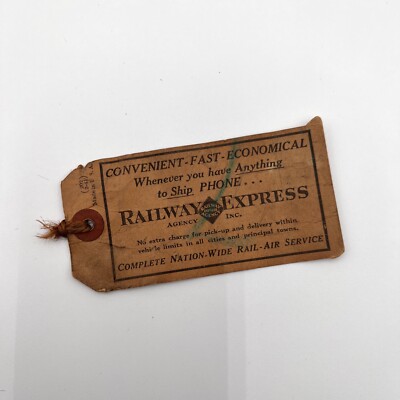 CONVENIENT-FAST-ECONOMICAL
Whenever you have Anything
to Ship PHONE...
RAILWAY EXPRESS
AGENCY INC.
No extra charge for pick-up and delivery within
vehicle limits in all cities and principal towns.
COMPLETE NATION-WIDE RAIL-AIR SERVICE